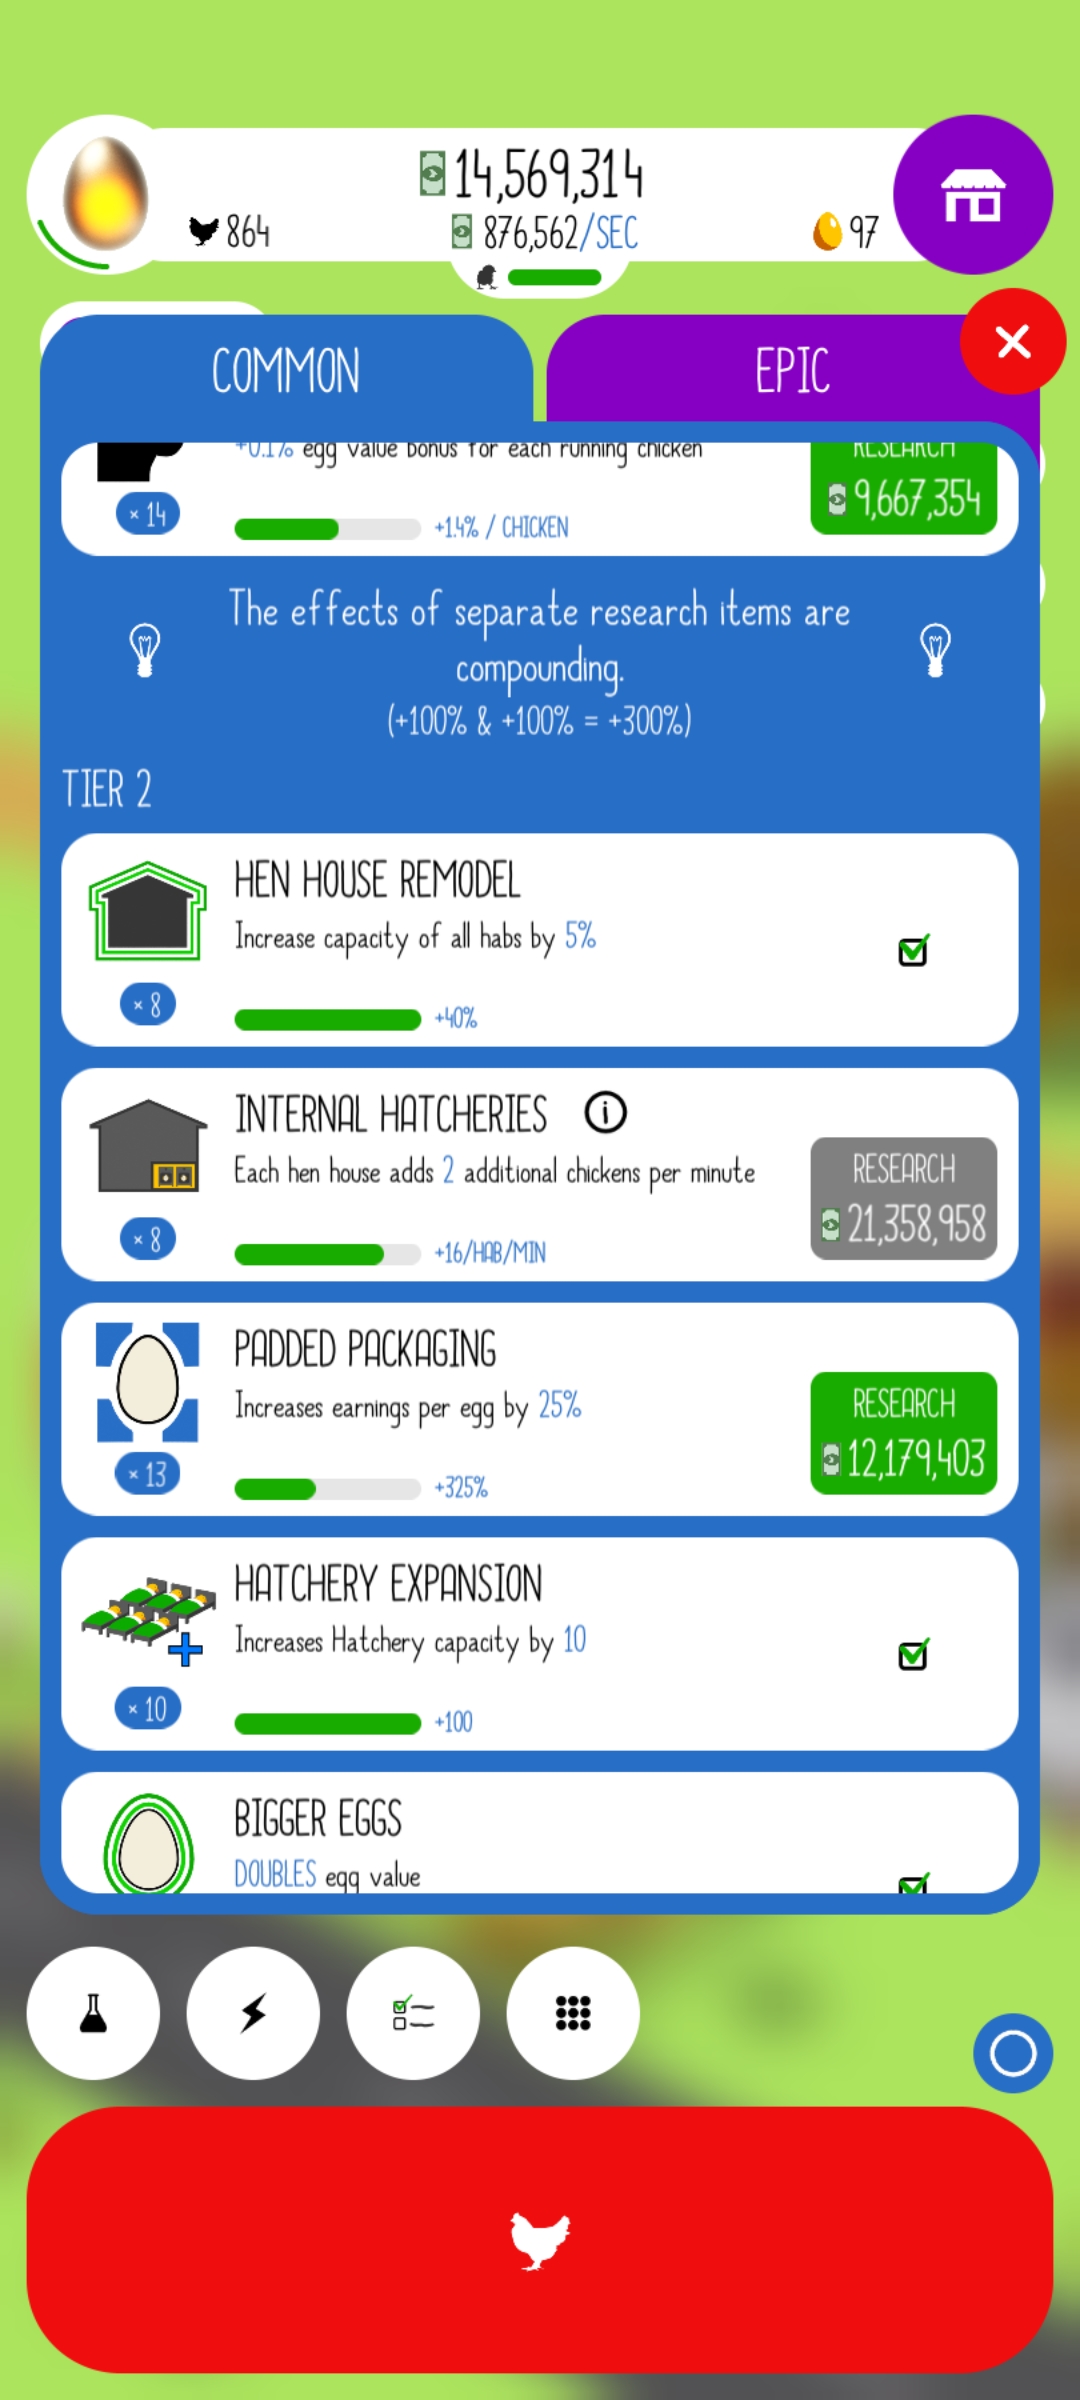 14,569,314
864
876,562/SEC
97
COMMON
EPIC
+0.1% egg value bonus for each running chicken
RESEARCH
× 14
9,667,354
+1.4% / CHICKEN
The effects of separate research items are
compounding.
(+100% & +100% = +300%)
TIER 2
HEN HOUSE REMODEL
Increase capacity of all habs by 5%
× 8
+40%
INTERNAL HATCHERIES
Each hen house adds 2 additional chickens per minute
RESEARCH
21,358,958
× 8
+16/HAB/MIN
PADDED PACKAGING
Increases earnings per egg by 25%
RESEARCH
12,179,403
× 13
+325%
HATCHERY EXPANSION
Increases Hatchery capacity by 10
× 10
+100
BIGGER EGGS
DOUBLES egg value